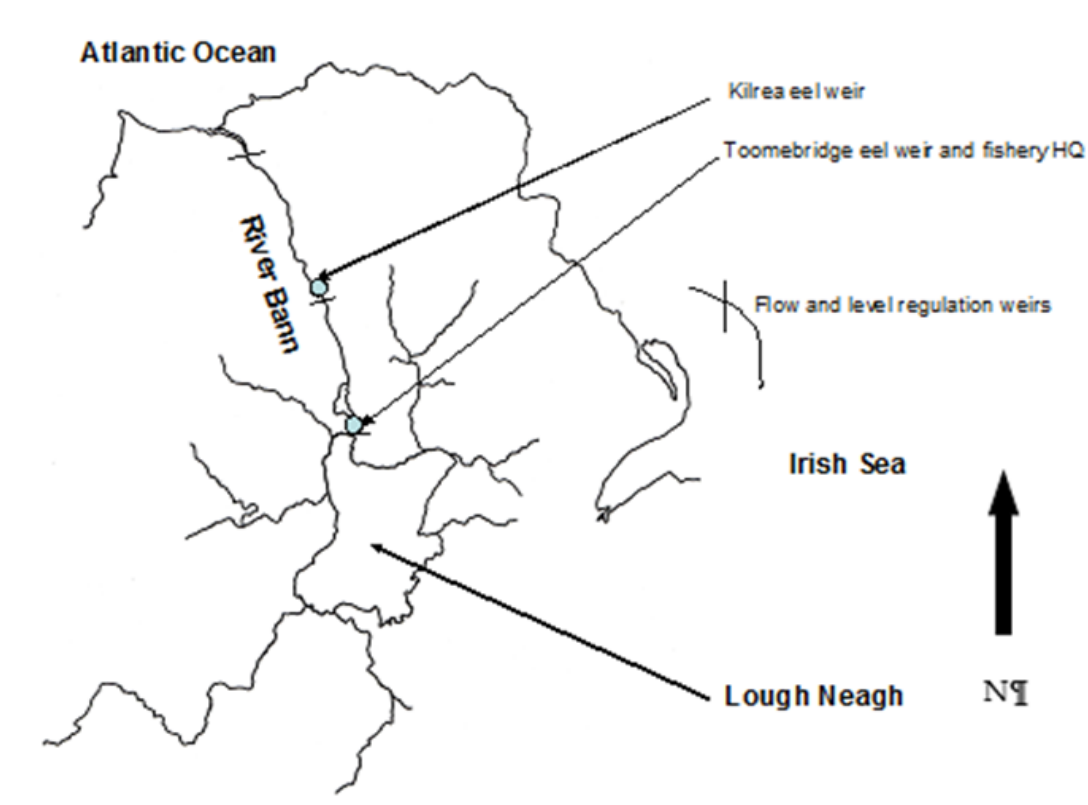 Atlantic Ocean
Kilrea eel weir
Toomebridge eel weir and fishery HQ
River Bann
Flow and level regulation weirs
Irish Sea
Lough Neagh
N¶